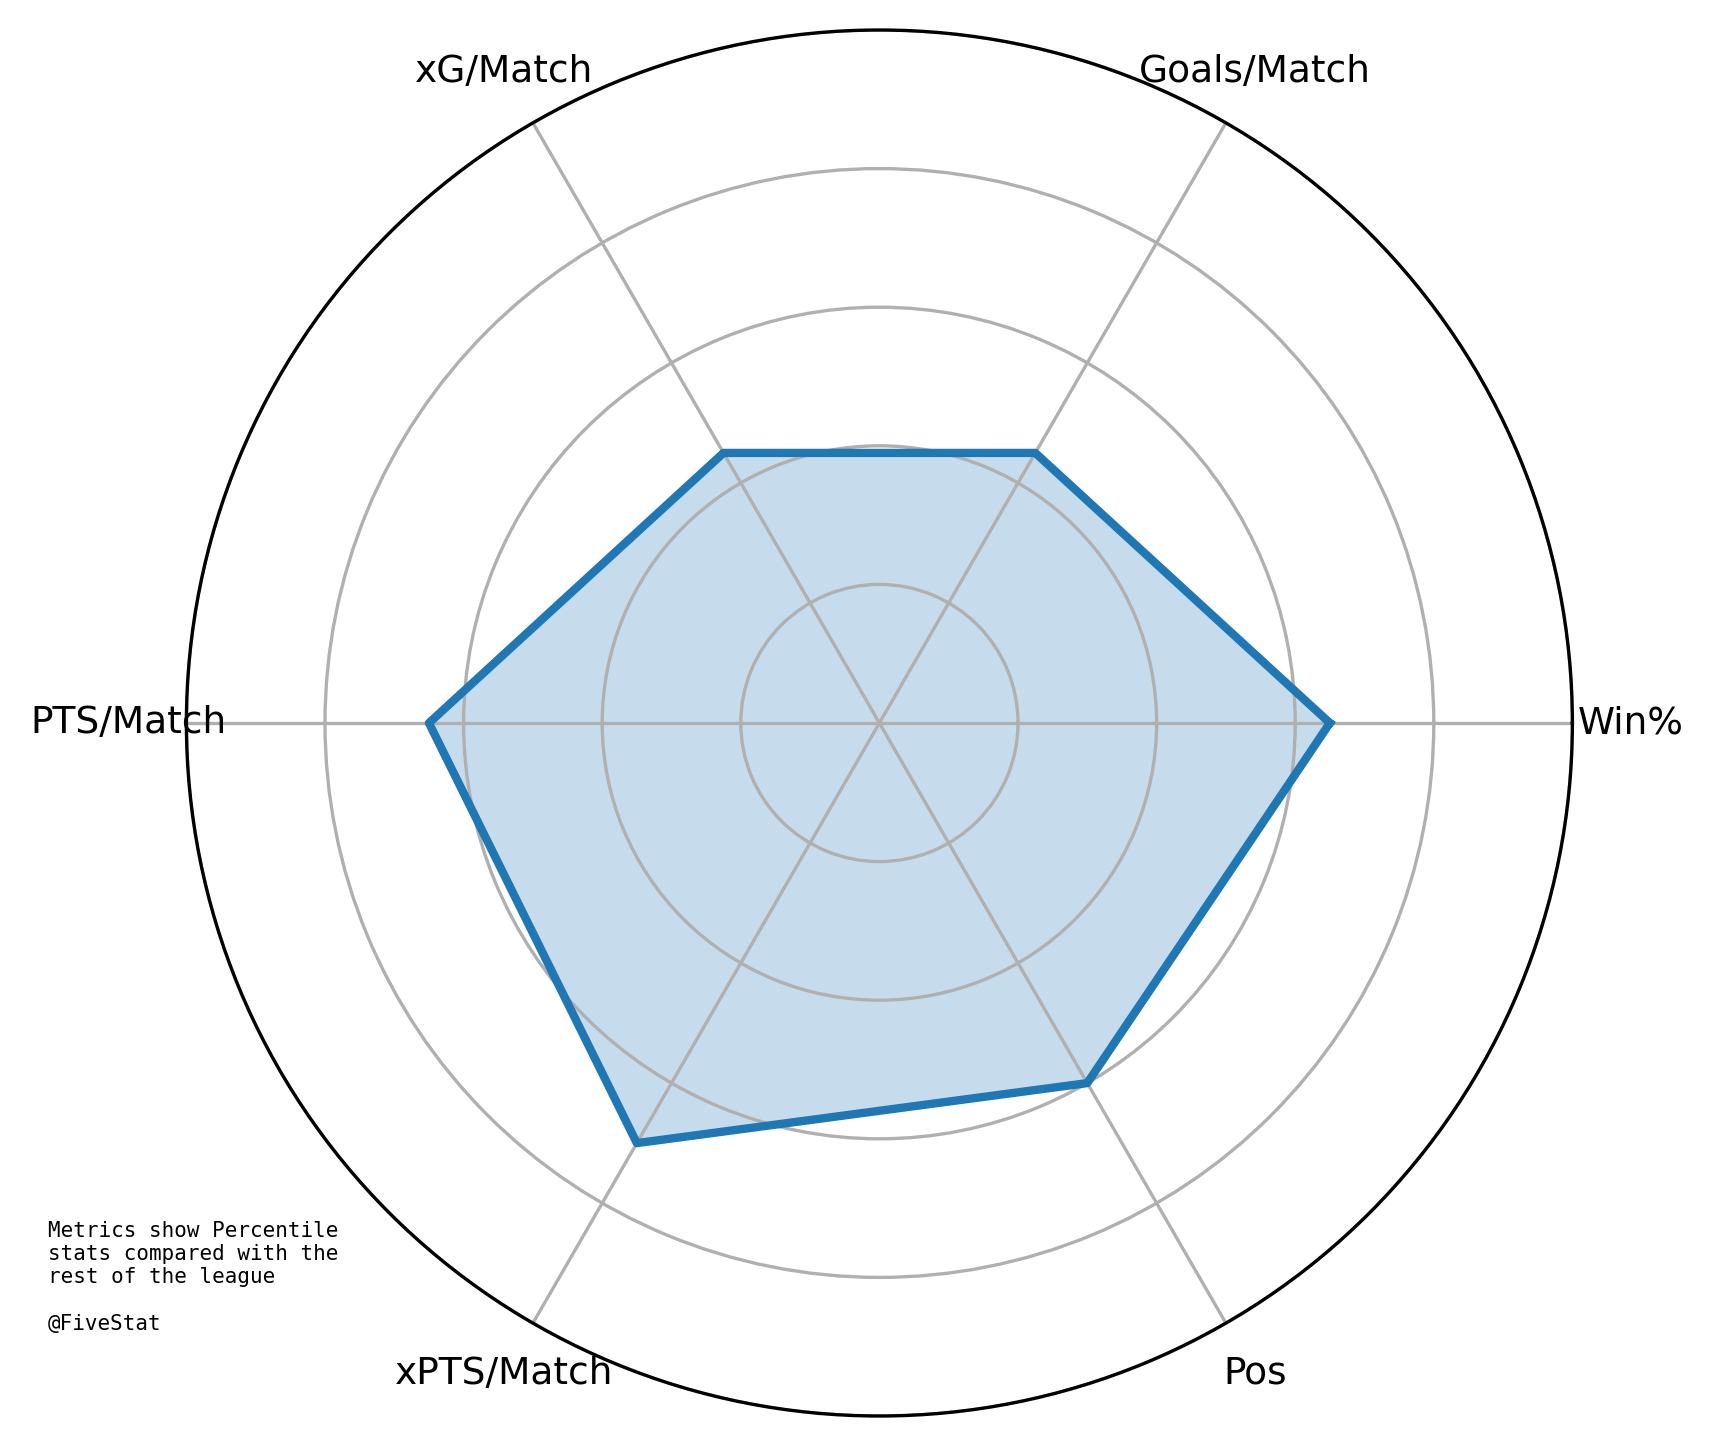 xG/Match
Goals/Match
PTS/Match
Win%
Metrics show Percentile
stats compared with the
rest of the league
@FiveStat
xPTS/Match
Pos